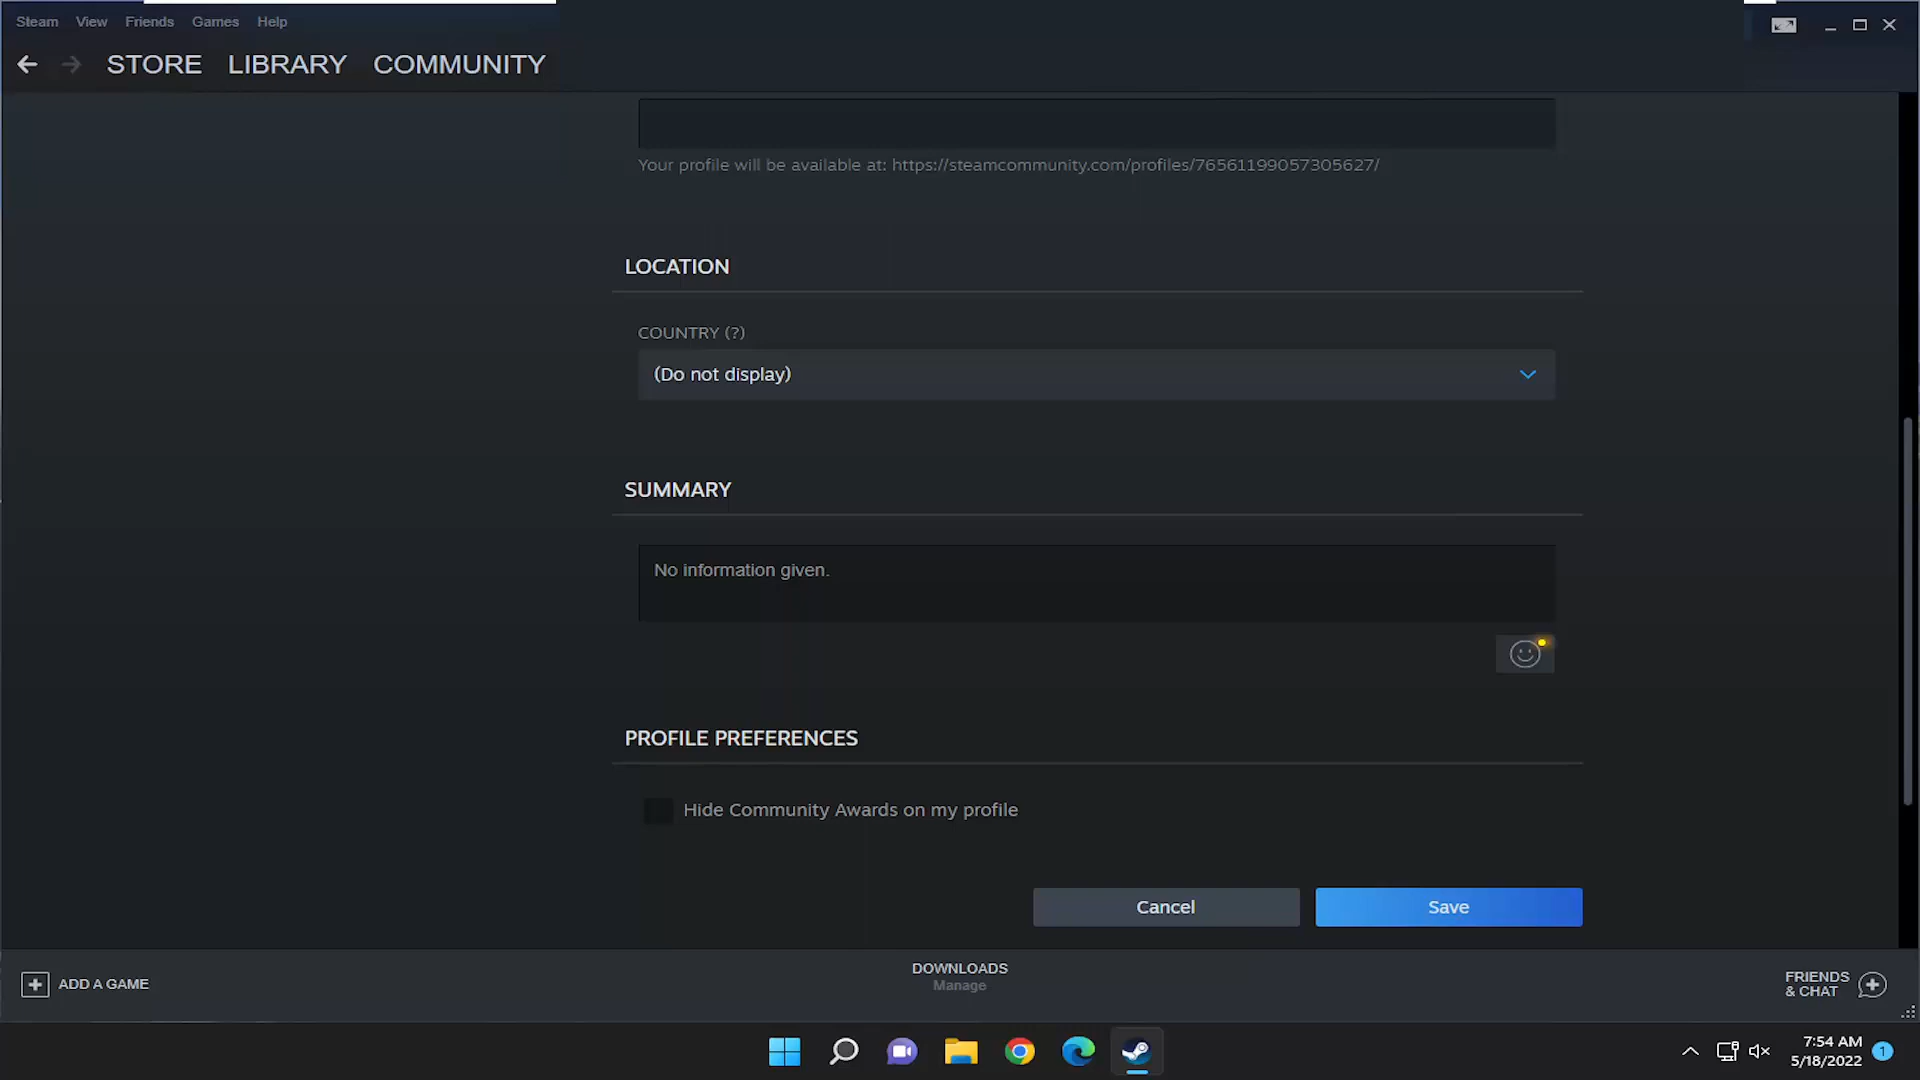 Steam View Friends Games Help
STORE LIBRARY COMMUNITY
Your profile will be available at: https://steamcommunity.com/profiles/76561199057305627/
LOCATION
COUNTRY (?)
(Do not display)
SUMMARY
No information given.
PROFILE PREFERENCES
Hide Community Awards on my profile
Cancel Save
ADD A GAME
DOWNLOADS
Manage
FRIENDS
& CHAT
7:54 AM
5/18/2022
1